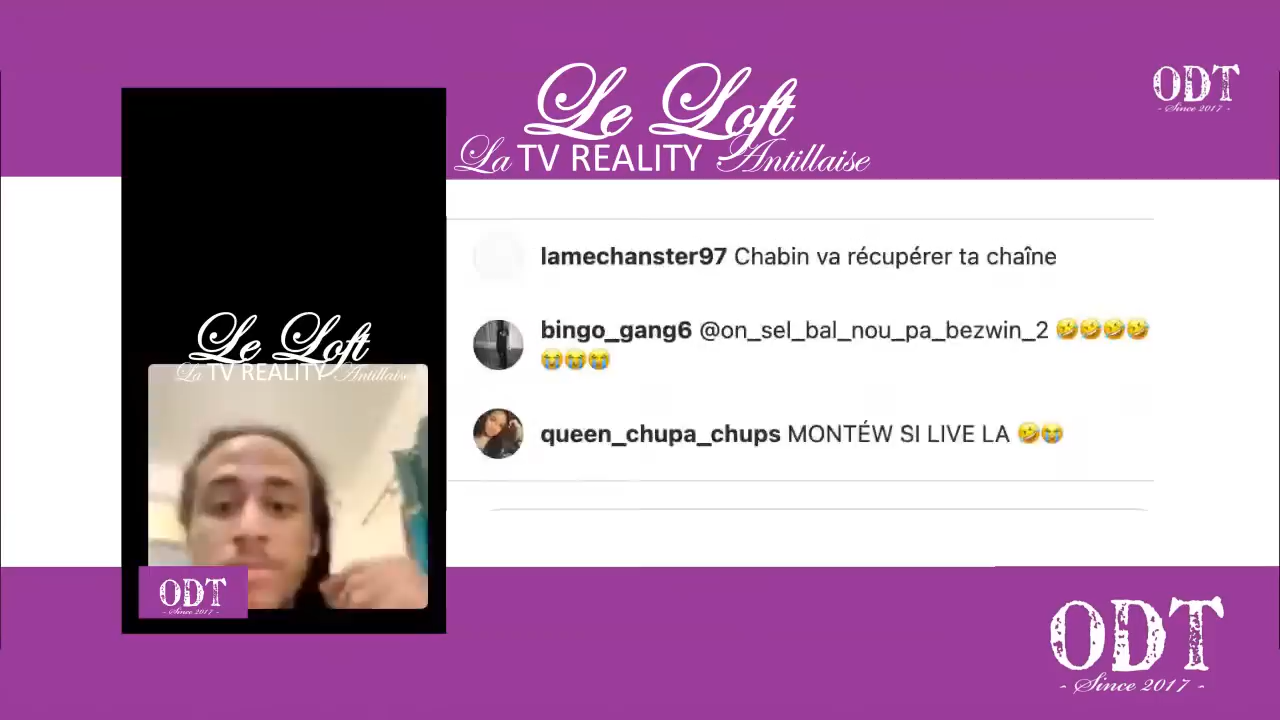 Le Loft
La TV REALITY Antillaise
ODT
- Since 2017 -
lamechanster97 Chabin va récupérer ta chaîne
bingo_gang6 @on_sel_bal_nou_pa_bezwin_2 🤣🤣🤣🤣
😭😭😭
queen_chupa_chups MONTÉW SI LIVE LA 🤣😭
Le Loft
La TV REALITY Antillaise
ODT
- Since 2017 -
ODT
- Since 2017 -